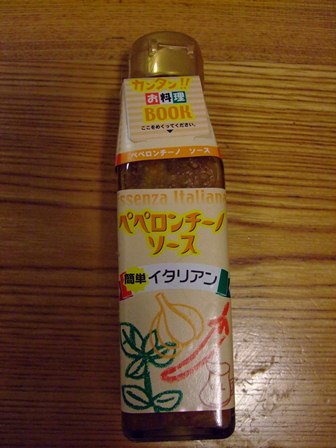 カンタン!!
お料理
BOOK
ここをめくってください。
ペペロンチーノ ソース
Essenza Italiana
ペペロンチーノ
ソース
簡単イタリアン